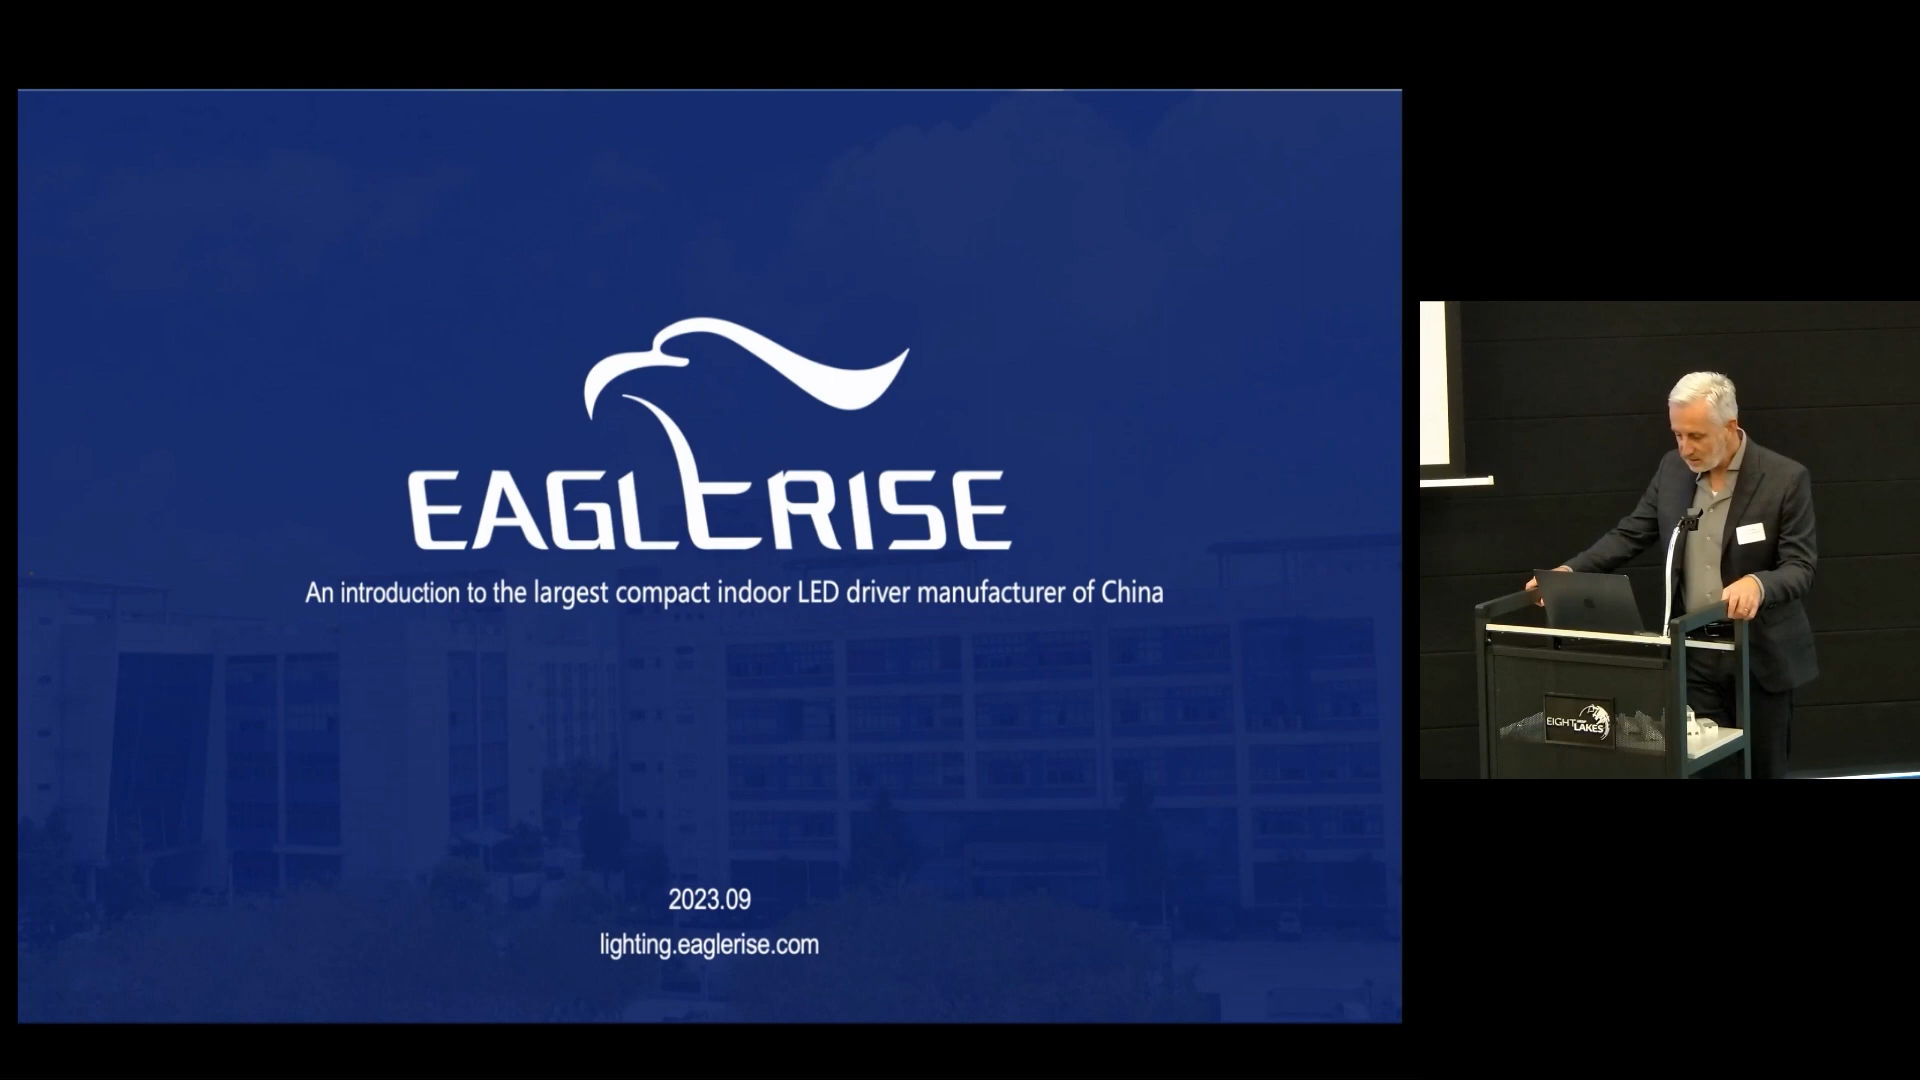 EAGLERISE
An introduction to the largest compact indoor LED driver manufacturer of China
2023.09
lighting.eaglerise.com
EIGHT
LAKES